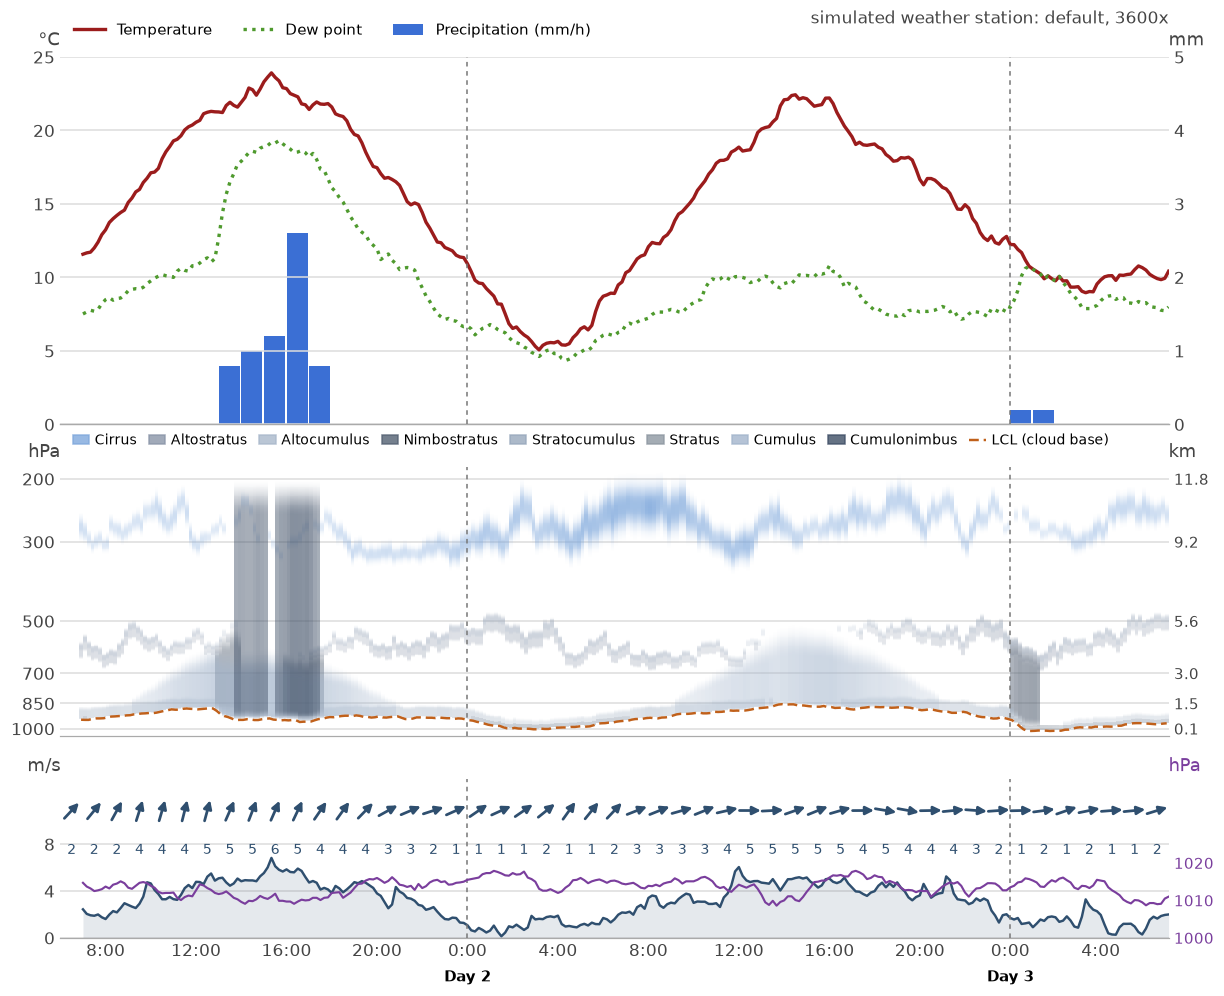 simulated weather station: default, 3600x
Temperature Dew point Precipitation (mm/h)
°C mm
25 5
20 4
15 3
10 2
5 1
0 0
Cirrus Altostratus Altocumulus Nimbostratus Stratocumulus Stratus Cumulus Cumulonimbus LCL (cloud base)
hPa km
200 11.8
300 9.2
500 5.6
700 3.0
850 1.5
1000 0.1
m/s hPa
2 2 2 4 4 4 5 5 5 6 5 4 4 4 3 3 2 1 1 1 1 2 1 1 2 3 3 3 3 4 5 5 5 5 5 4 5 4 4 4 3 2 1 2 1 1 1 1 2
8 1020
4 1010
0 1000
8:00 12:00 16:00 20:00 0:00 4:00 8:00 12:00 16:00 20:00 0:00 4:00
Day 2 Day 3